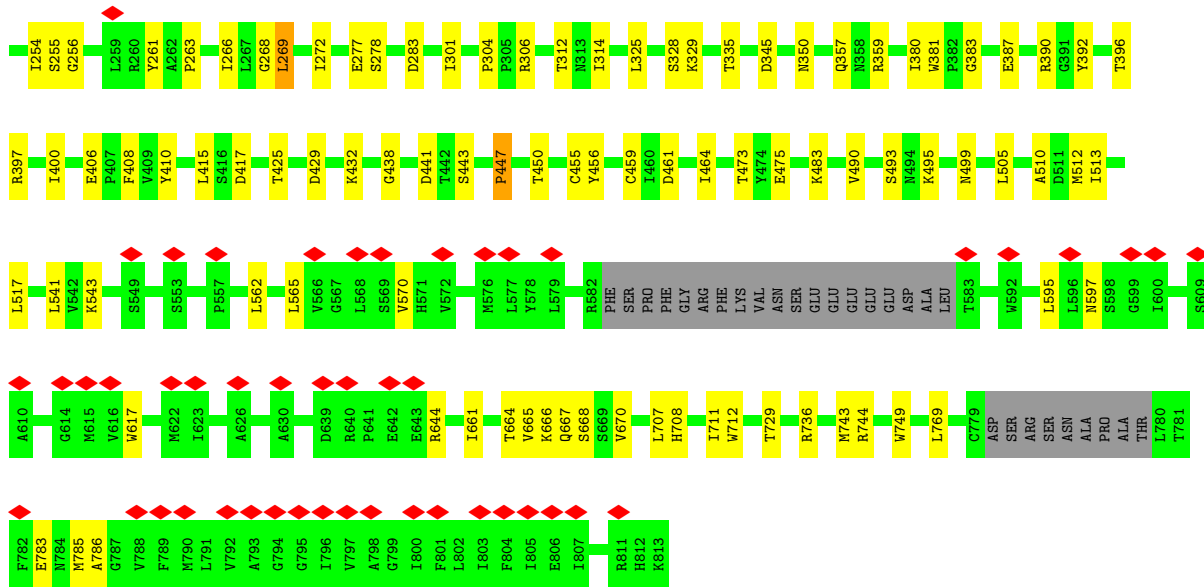 I254 S255 G256 L259 R260 Y261 A262 P263 I266 L267 G268 L269 I272 E277 S278 D283 I301 P304 P305 R306 T312 N313 I314 L325 S328 K329 T335 D345 N350 Q357 N358 R359 I380 W381 P382 G383 E387 R390 G391 Y392 T396
R397 I400 E406 P407 F408 V409 Y410 L415 S416 D417 T425 D429 K432 G438 D441 T442 S443 P447 T450 C455 Y456 C459 I460 D461 I464 T473 Y474 E475 K483 V490 S493 N494 K495 N499 L505 A510 D511 M512 I513
L517 L541 V542 K543 S549 S553 P557 L562 L565 V566 G567 L568 S569 V570 H571 V572 M576 L577 Y578 L579 R582 PHE SER PRO PHE GLY ARG PHE LYS VAL ASN SER GLU GLU GLU GLU GLU ASP ALA LEU T583 W592 L595 L596 N597 S598 G599 I600 S609
A610 G614 M615 V616 W617 M622 I623 A626 A630 D639 R640 P641 E642 E643 R644 I661 T664 V665 K666 Q667 S668 S669 V670 L707 H708 I711 W712 T729 R736 M743 R744 W749 L769 C779 ASP SER ARG SER ASN ALA PRO ALA THR L780 T781
F782 E783 N784 M785 A786 G787 V788 F789 M790 L791 V792 A793 G794 G795 I796 V797 A798 G799 I800 F801 L802 I803 F804 I805 E806 I807 R811 H812 K813